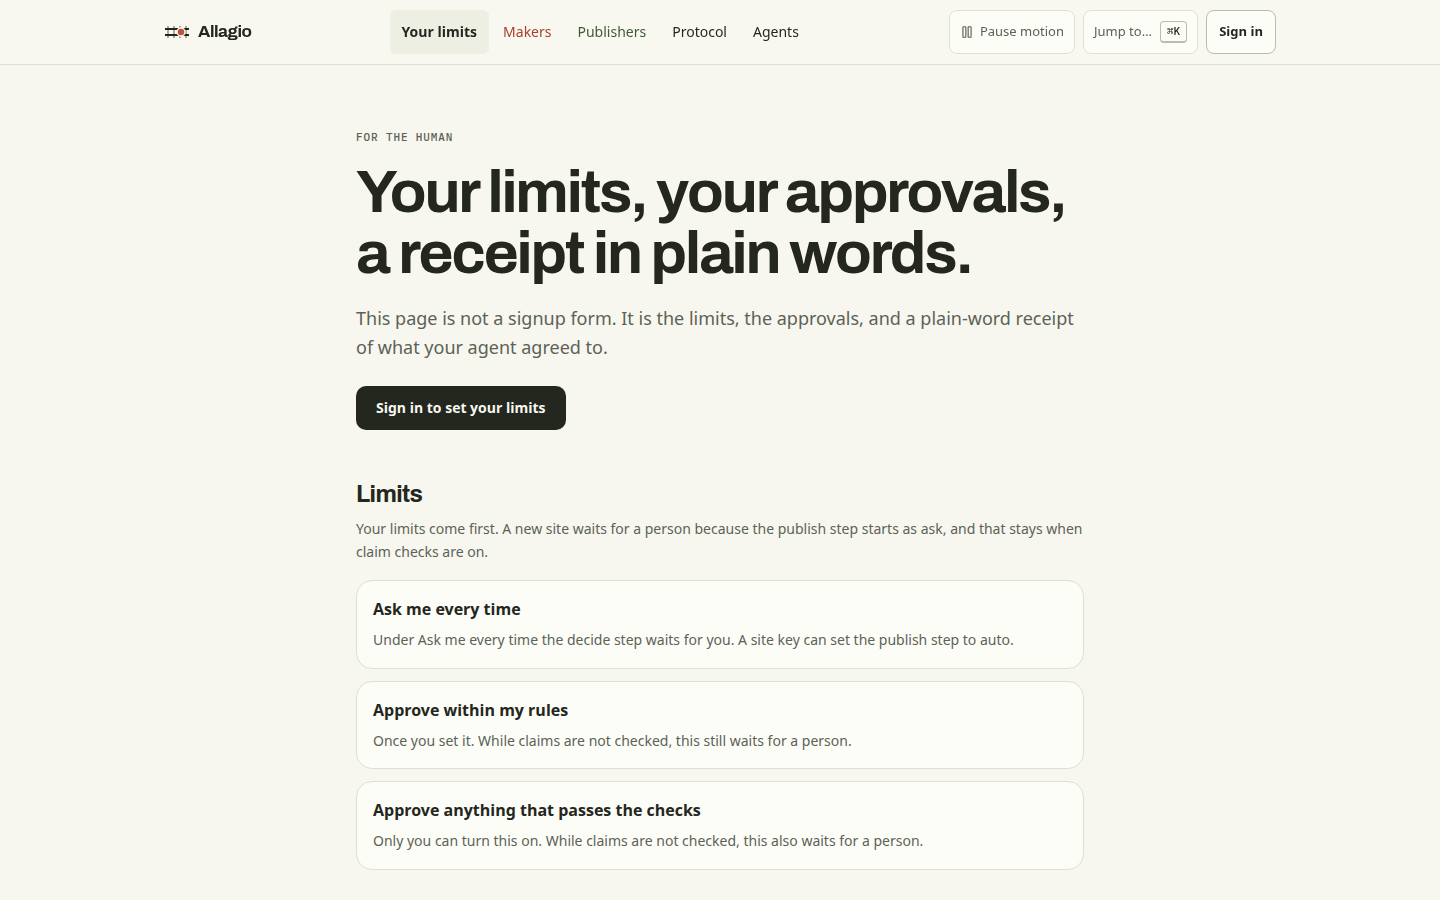 Allagio
Your limits
Makers
Publishers
Protocol
Agents
Pause motion
Jump to... ⌘K
Sign in
FOR THE HUMAN
Your limits, your approvals,
a receipt in plain words.
This page is not a signup form. It is the limits, the approvals, and a plain-word receipt
of what your agent agreed to.
Sign in to set your limits
Limits
Your limits come first. A new site waits for a person because the publish step starts as ask, and that stays when
claim checks are on.
Ask me every time
Under Ask me every time the decide step waits for you. A site key can set the publish step to auto.
Approve within my rules
Once you set it. While claims are not checked, this still waits for a person.
Approve anything that passes the checks
Only you can turn this on. While claims are not checked, this also waits for a person.